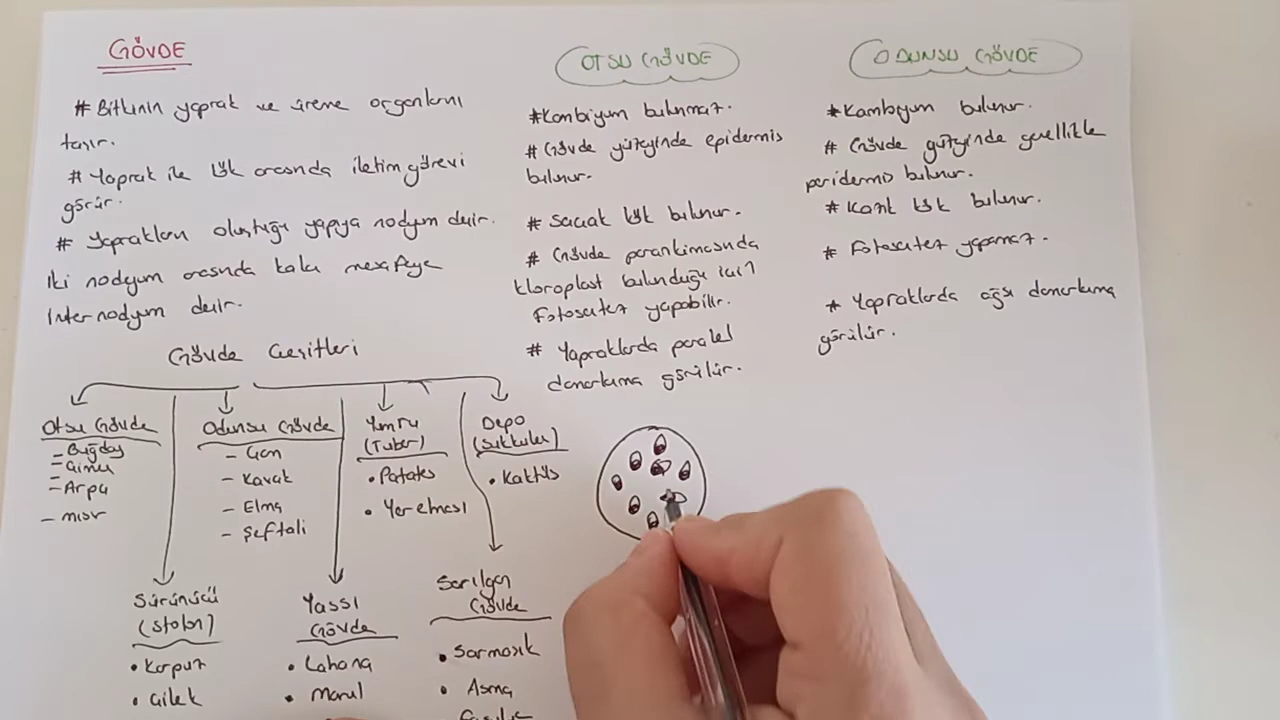 GÖVDE
# Bitkinin yaprak ve üreme organlarını
taşır.
# Yaprak ile kök arasında iletim görevi
görür.
# Yaprakların oluştuğu yapıya nodyum denir.
İki nodyum arasında kalan mesafeye
İnternodyum denir.
Gövde Çeşitleri
Otsu Gövde
- Buğday
- Çimen
- Arpa
- mısır
Odunsu Gövde
- Çam
- Kavak
- Elma
- Şeftali
Yumru
(Tuber)
• Patates
• Yerelması
Depo
(Sukkulent)
• Kaktüs
Sürünücü
(Stolon)
• Karpuz
• Çilek
Yassı
Gövde
• Lahana
• Marul
Sarılgan
Gövde
• Sarmaşık
• Asma
OTSU GÖVDE
*Kambiyum bulunmaz.
# Gövde yüzeyinde epidermis
bulunur.
* Saçak kök bulunur.
# Gövde parankimasında
kloroplast bulunduğu için
fotosentez yapabilir.
# Yapraklarda paralel
damarlanma görülür.
ODUNSU GÖVDE
*Kambiyum bulunur.
# Gövde yüzeyinde genellikle
peridermis bulunur.
* Kazık kök bulunur.
* Fotosentez yapamaz.
* Yapraklarda ağsı damarlanma
görülür.